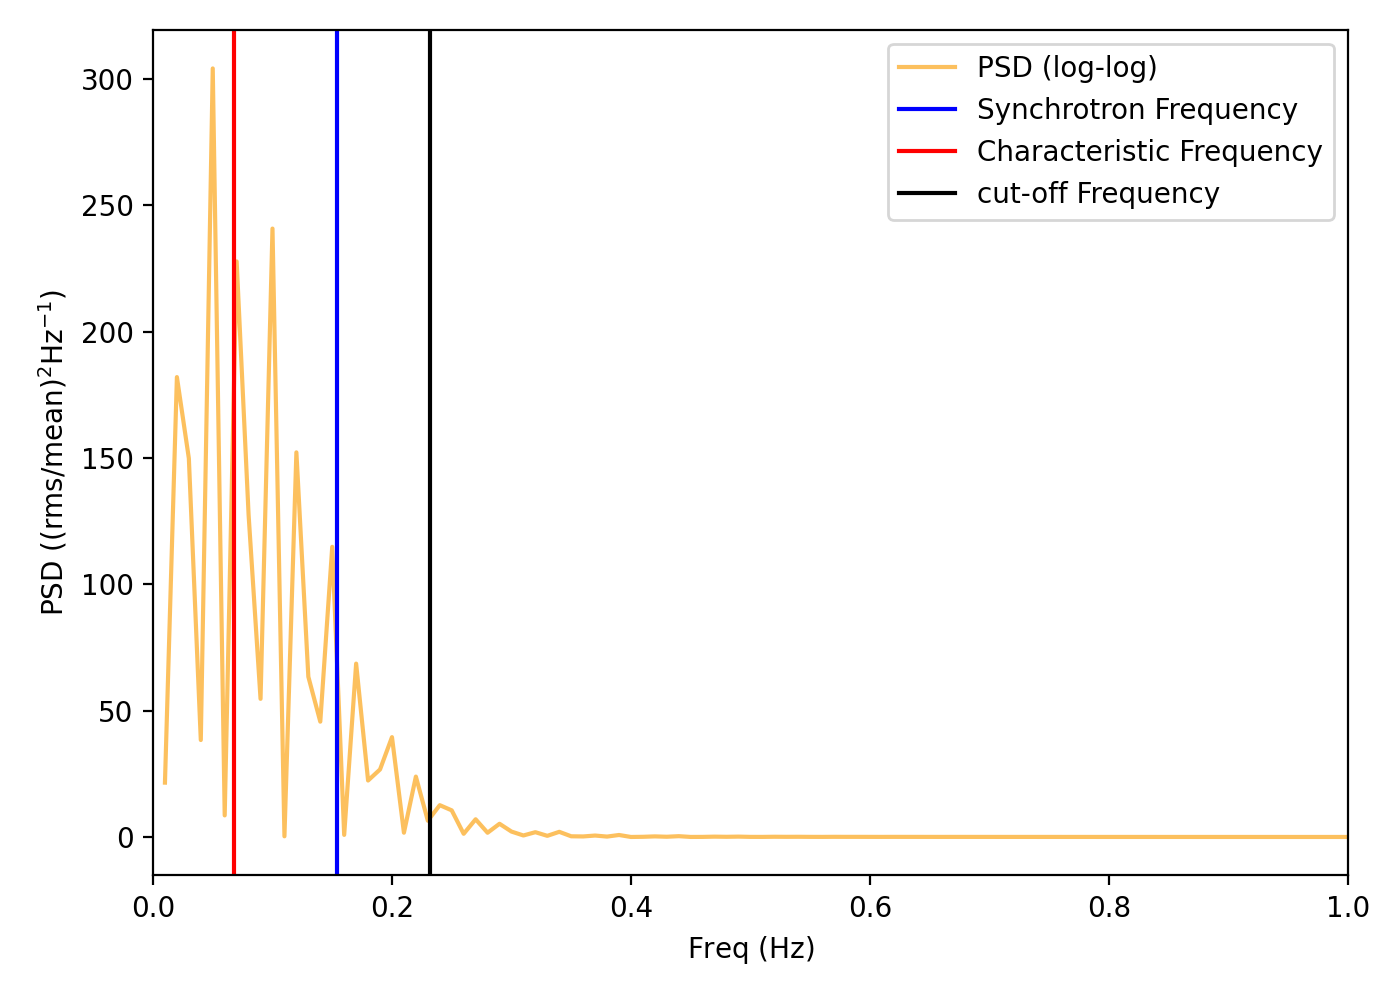 PSD (log-log)
Synchrotron Frequency
Characteristic Frequency
cut-off Frequency
300
250
200
150
100
50
0
PSD ((rms/mean)²Hz⁻¹)
0.0 0.2 0.4 0.6 0.8 1.0
Freq (Hz)